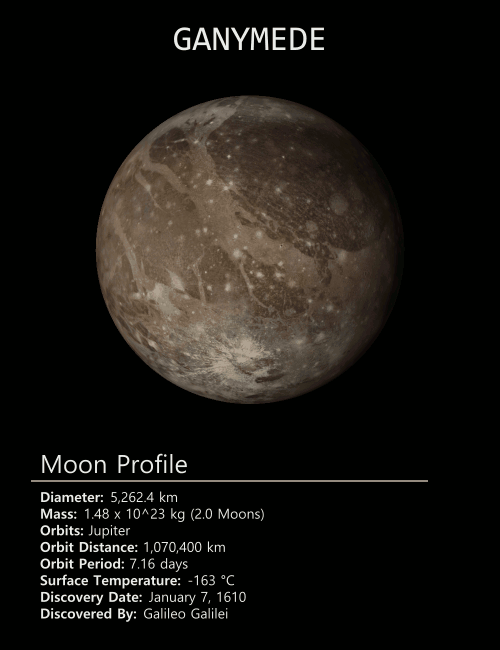 GANYMEDE
Moon Profile
Diameter: 5,262.4 km
Mass: 1.48 x 10^23 kg (2.0 Moons)
Orbits: Jupiter
Orbit Distance: 1,070,400 km
Orbit Period: 7.16 days
Surface Temperature: -163 °C
Discovery Date: January 7, 1610
Discovered By: Galileo Galilei